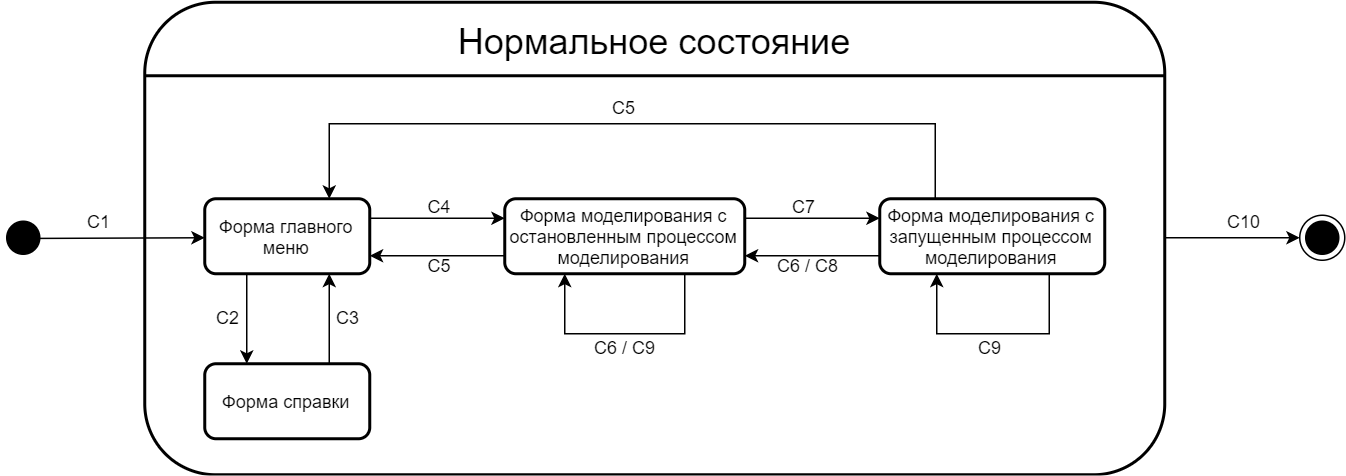 Нормальное состояние
C5
C1
Форма главного
меню
C4
C5
Форма моделирования с
остановленным процессом
моделирования
C7
C6 / C8
Форма моделирования с
запущенным процессом
моделирования
C10
C2
C3
C6 / C9
C9
Форма справки